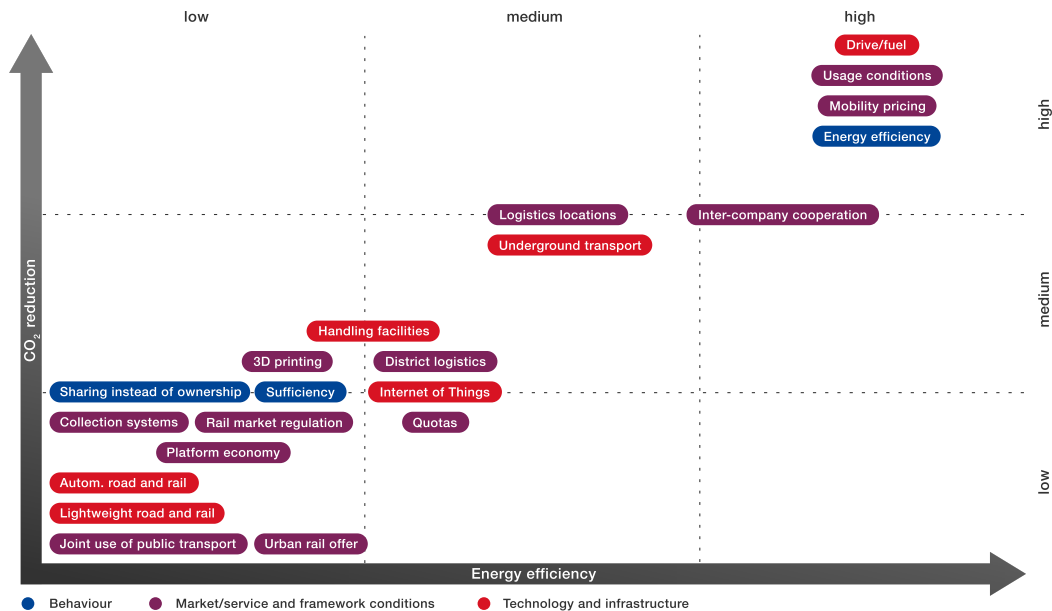 low medium high
Drive/fuel
Usage conditions
Mobility pricing
Energy efficiency
high
Logistics locations Inter-company cooperation
Underground transport
CO2 reduction
medium
Handling facilities
3D printing District logistics
Sharing instead of ownership Sufficiency Internet of Things
Collection systems Rail market regulation Quotas
Platform economy
low
Autom. road and rail
Lightweight road and rail
Joint use of public transport Urban rail offer
Energy efficiency
Behaviour Market/service and framework conditions Technology and infrastructure